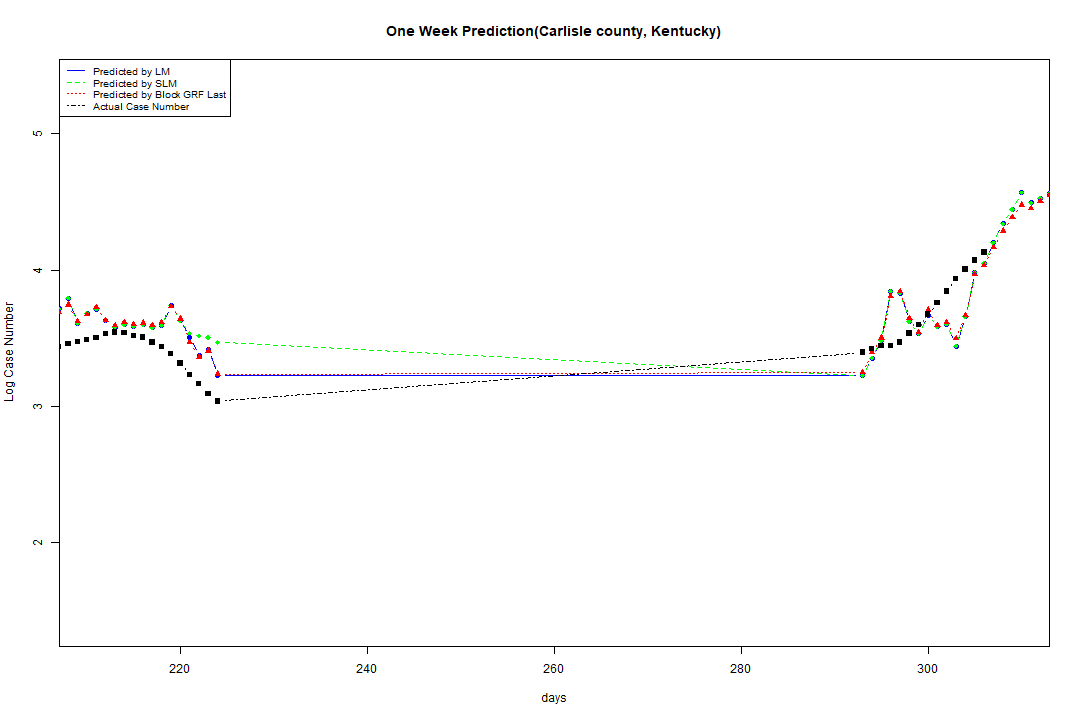 One Week Prediction(Carlisle county, Kentucky)
Predicted by LM
Predicted by SLM
Predicted by Block GRF Last
Actual Case Number
5
4
3
2
Log Case Number
220 240 260 280 300
days